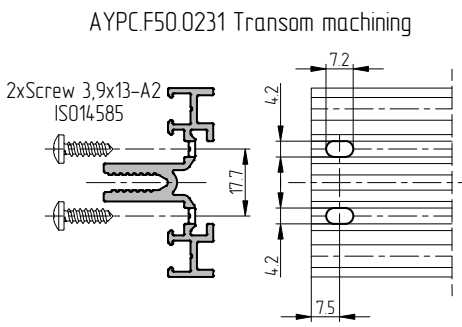 AYPC.F50.0231 Transom machining
2xScrew 3,9x13-A2
ISO14585
7.2
4.2
17.7
4.2
7.5